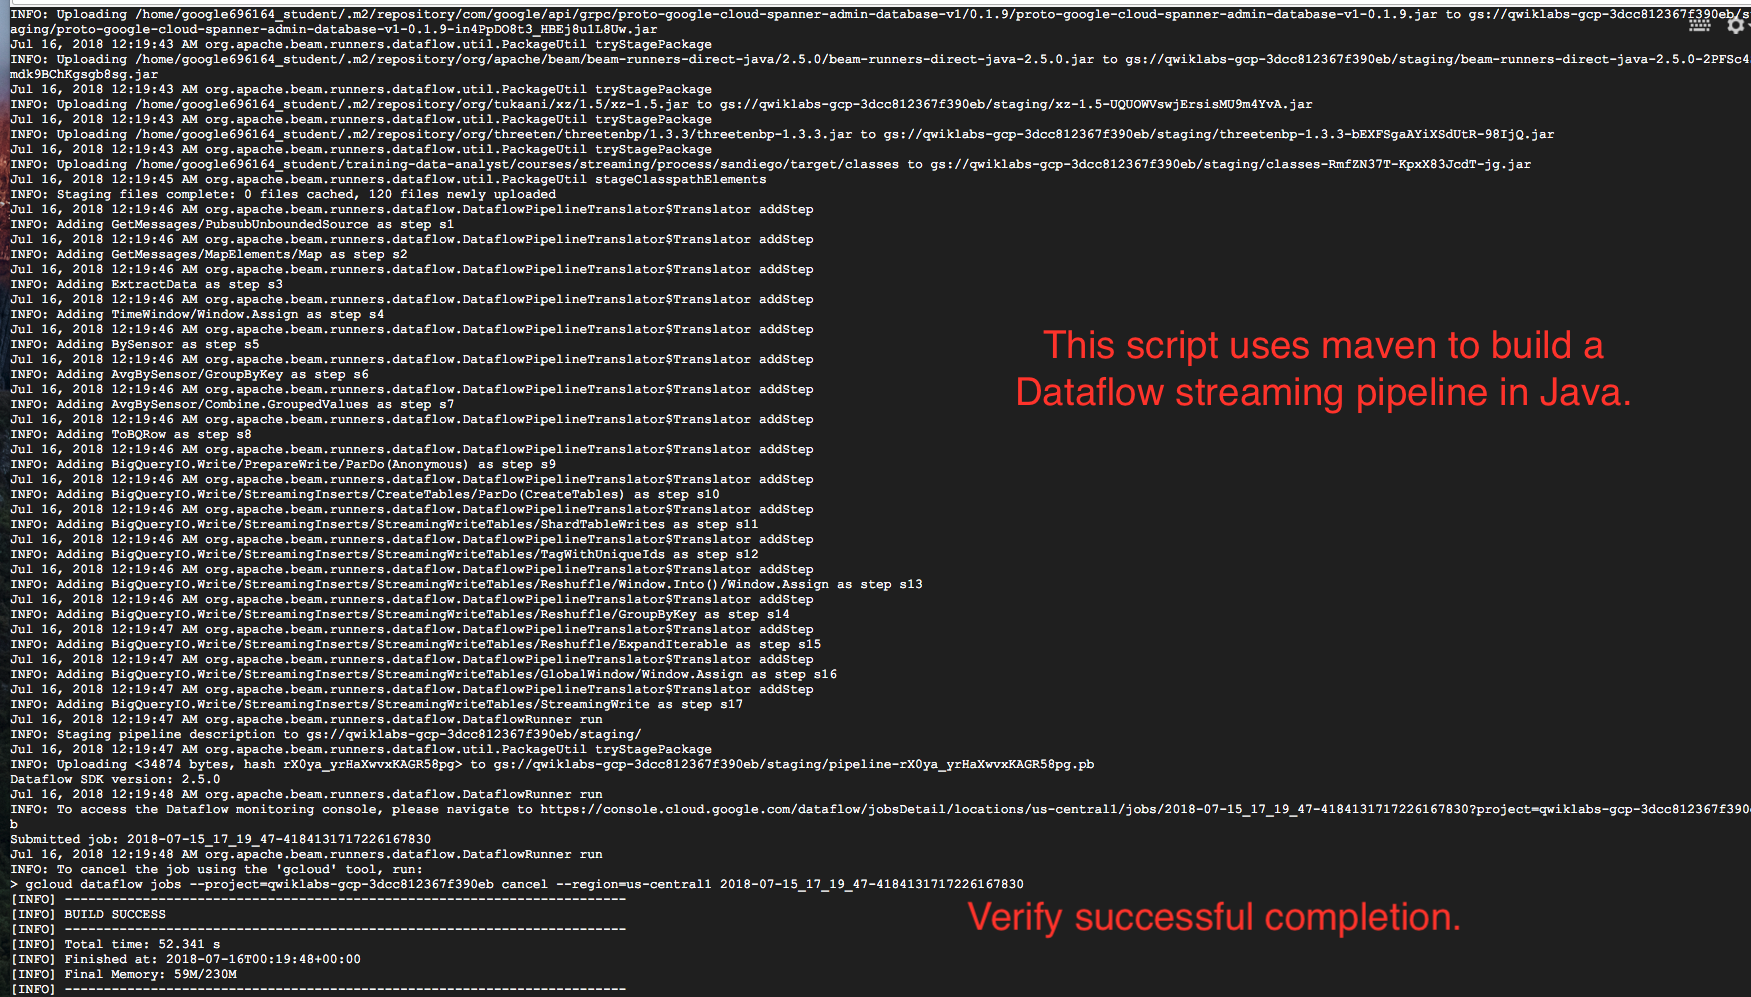 INFO: Uploading /home/google696164_student/.m2/repository/com/google/api/grpc/proto-google-cloud-spanner-admin-database-v1/0.1.9/proto-google-cloud-spanner-admin-database-v1-0.1.9.jar to gs://qwiklabs-gcp-3dcc812367f390eb/s
aging/proto-google-cloud-spanner-admin-database-v1-0.1.9-in4PpDO8t3_HBEj8u1L8Uw.jar
Jul 16, 2018 12:19:43 AM org.apache.beam.runners.dataflow.util.PackageUtil tryStagePackage
INFO: Uploading /home/google696164_student/.m2/repository/org/apache/beam/beam-runners-direct-java/2.5.0/beam-runners-direct-java-2.5.0.jar to gs://qwiklabs-gcp-3dcc812367f390eb/staging/beam-runners-direct-java-2.5.0-2PFSc4
mdk9BChKgsgb8sg.jar
Jul 16, 2018 12:19:43 AM org.apache.beam.runners.dataflow.util.PackageUtil tryStagePackage
INFO: Uploading /home/google696164_student/.m2/repository/org/tukaani/xz/1.5/xz-1.5.jar to gs://qwiklabs-gcp-3dcc812367f390eb/staging/xz-1.5-UQUOWVswjErsisMU9m4YvA.jar
Jul 16, 2018 12:19:43 AM org.apache.beam.runners.dataflow.util.PackageUtil tryStagePackage
INFO: Uploading /home/google696164_student/.m2/repository/org/threeten/threetenbp/1.3.3/threetenbp-1.3.3.jar to gs://qwiklabs-gcp-3dcc812367f390eb/staging/threetenbp-1.3.3-bEXFSgaAYiXSdUtR-98IjQ.jar
Jul 16, 2018 12:19:43 AM org.apache.beam.runners.dataflow.util.PackageUtil tryStagePackage
INFO: Uploading /home/google696164_student/training-data-analyst/courses/streaming/process/sandiego/target/classes to gs://qwiklabs-gcp-3dcc812367f390eb/staging/classes-RmfZN37T-KpxX83JcdT-jg.jar
Jul 16, 2018 12:19:45 AM org.apache.beam.runners.dataflow.util.PackageUtil stageClasspathElements
INFO: Staging files complete: 0 files cached, 120 files newly uploaded
Jul 16, 2018 12:19:46 AM org.apache.beam.runners.dataflow.DataflowPipelineTranslator$Translator addStep
INFO: Adding GetMessages/PubsubUnboundedSource as step s1
Jul 16, 2018 12:19:46 AM org.apache.beam.runners.dataflow.DataflowPipelineTranslator$Translator addStep
INFO: Adding GetMessages/MapElements/Map as step s2
Jul 16, 2018 12:19:46 AM org.apache.beam.runners.dataflow.DataflowPipelineTranslator$Translator addStep
INFO: Adding ExtractData as step s3
Jul 16, 2018 12:19:46 AM org.apache.beam.runners.dataflow.DataflowPipelineTranslator$Translator addStep
INFO: Adding TimeWindow/Window.Assign as step s4
Jul 16, 2018 12:19:46 AM org.apache.beam.runners.dataflow.DataflowPipelineTranslator$Translator addStep
INFO: Adding BySensor as step s5
Jul 16, 2018 12:19:46 AM org.apache.beam.runners.dataflow.DataflowPipelineTranslator$Translator addStep
INFO: Adding AvgBySensor/GroupByKey as step s6
Jul 16, 2018 12:19:46 AM org.apache.beam.runners.dataflow.DataflowPipelineTranslator$Translator addStep
INFO: Adding AvgBySensor/Combine.GroupedValues as step s7
Jul 16, 2018 12:19:46 AM org.apache.beam.runners.dataflow.DataflowPipelineTranslator$Translator addStep
INFO: Adding ToBQRow as step s8
Jul 16, 2018 12:19:46 AM org.apache.beam.runners.dataflow.DataflowPipelineTranslator$Translator addStep
INFO: Adding BigQueryIO.Write/PrepareWrite/ParDo(Anonymous) as step s9
Jul 16, 2018 12:19:46 AM org.apache.beam.runners.dataflow.DataflowPipelineTranslator$Translator addStep
INFO: Adding BigQueryIO.Write/StreamingInserts/CreateTables/ParDo(CreateTables) as step s10
Jul 16, 2018 12:19:46 AM org.apache.beam.runners.dataflow.DataflowPipelineTranslator$Translator addStep
INFO: Adding BigQueryIO.Write/StreamingInserts/StreamingWriteTables/ShardTableWrites as step s11
Jul 16, 2018 12:19:46 AM org.apache.beam.runners.dataflow.DataflowPipelineTranslator$Translator addStep
INFO: Adding BigQueryIO.Write/StreamingInserts/StreamingWriteTables/TagWithUniqueIds as step s12
Jul 16, 2018 12:19:46 AM org.apache.beam.runners.dataflow.DataflowPipelineTranslator$Translator addStep
INFO: Adding BigQueryIO.Write/StreamingInserts/StreamingWriteTables/Reshuffle/Window.Into()/Window.Assign as step s13
Jul 16, 2018 12:19:46 AM org.apache.beam.runners.dataflow.DataflowPipelineTranslator$Translator addStep
INFO: Adding BigQueryIO.Write/StreamingInserts/StreamingWriteTables/Reshuffle/GroupByKey as step s14
Jul 16, 2018 12:19:47 AM org.apache.beam.runners.dataflow.DataflowPipelineTranslator$Translator addStep
INFO: Adding BigQueryIO.Write/StreamingInserts/StreamingWriteTables/Reshuffle/ExpandIterable as step s15
Jul 16, 2018 12:19:47 AM org.apache.beam.runners.dataflow.DataflowPipelineTranslator$Translator addStep
INFO: Adding BigQueryIO.Write/StreamingInserts/StreamingWriteTables/GlobalWindow/Window.Assign as step s16
Jul 16, 2018 12:19:47 AM org.apache.beam.runners.dataflow.DataflowPipelineTranslator$Translator addStep
INFO: Adding BigQueryIO.Write/StreamingInserts/StreamingWriteTables/StreamingWrite as step s17
Jul 16, 2018 12:19:47 AM org.apache.beam.runners.dataflow.DataflowRunner run
INFO: Staging pipeline description to gs://qwiklabs-gcp-3dcc812367f390eb/staging/
Jul 16, 2018 12:19:47 AM org.apache.beam.runners.dataflow.util.PackageUtil tryStagePackage
INFO: Uploading <34874 bytes, hash rX0ya_yrHaXwvxKAGR58pg> to gs://qwiklabs-gcp-3dcc812367f390eb/staging/pipeline-rX0ya_yrHaXwvxKAGR58pg.pb
Dataflow SDK version: 2.5.0
Jul 16, 2018 12:19:48 AM org.apache.beam.runners.dataflow.DataflowRunner run
INFO: To access the Dataflow monitoring console, please navigate to https://console.cloud.google.com/dataflow/jobsDetail/locations/us-central1/jobs/2018-07-15_17_19_47-4184131717226167830?project=qwiklabs-gcp-3dcc812367f390
b
Submitted job: 2018-07-15_17_19_47-4184131717226167830
Jul 16, 2018 12:19:48 AM org.apache.beam.runners.dataflow.DataflowRunner run
INFO: To cancel the job using the 'gcloud' tool, run:
> gcloud dataflow jobs --project=qwiklabs-gcp-3dcc812367f390eb cancel --region=us-central1 2018-07-15_17_19_47-4184131717226167830
[INFO] ------------------------------------------------------------------------
[INFO] BUILD SUCCESS
[INFO] ------------------------------------------------------------------------
[INFO] Total time: 52.341 s
[INFO] Finished at: 2018-07-16T00:19:48+00:00
[INFO] Final Memory: 59M/230M
[INFO] ------------------------------------------------------------------------
This script uses maven to build a
Dataflow streaming pipeline in Java.
Verify successful completion.